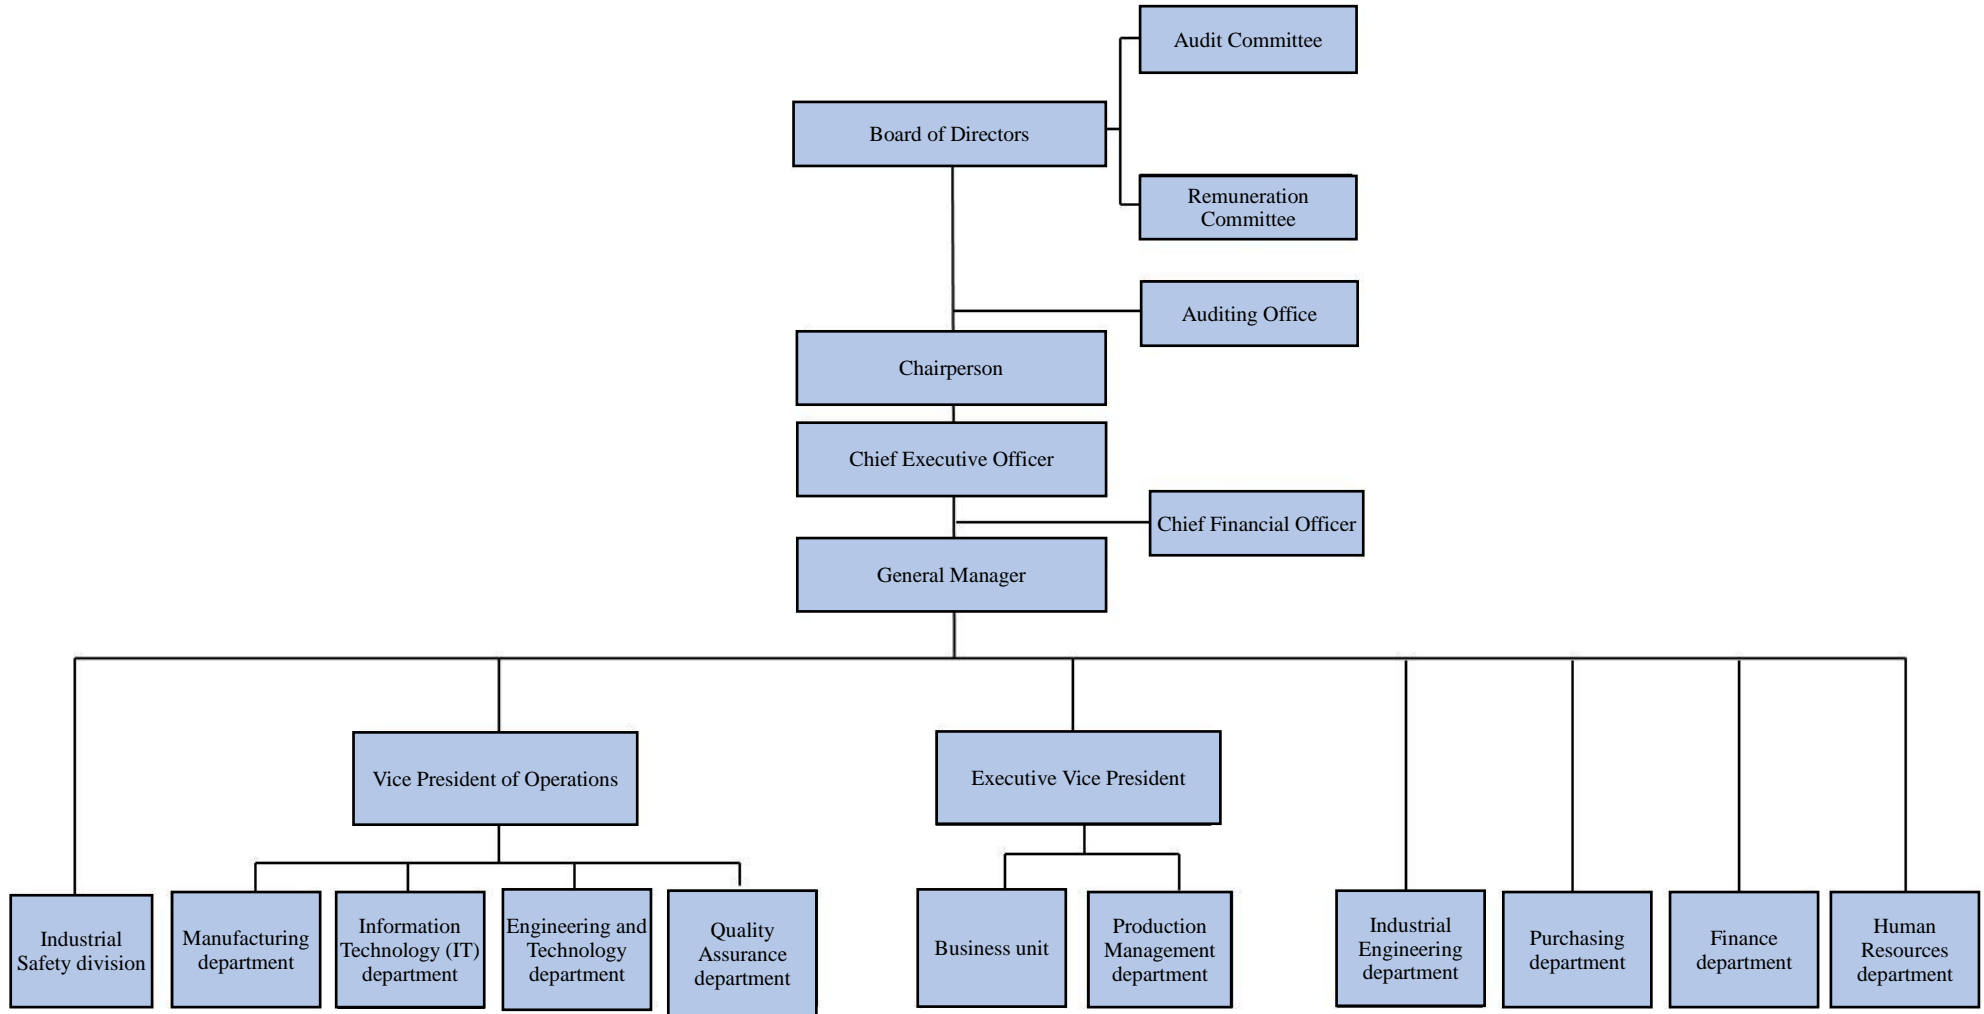 Audit Committee
Board of Directors
Remuneration
Committee
Auditing Office
Chairperson
Chief Executive Officer
Chief Financial Officer
General Manager
Vice President of Operations
Executive Vice President
Industrial
Safety division
Manufacturing
department
Information
Technology (IT)
department
Engineering and
Technology
department
Quality
Assurance
department
Business unit
Production
Management
department
Industrial
Engineering
department
Purchasing
department
Finance
department
Human
Resources
department